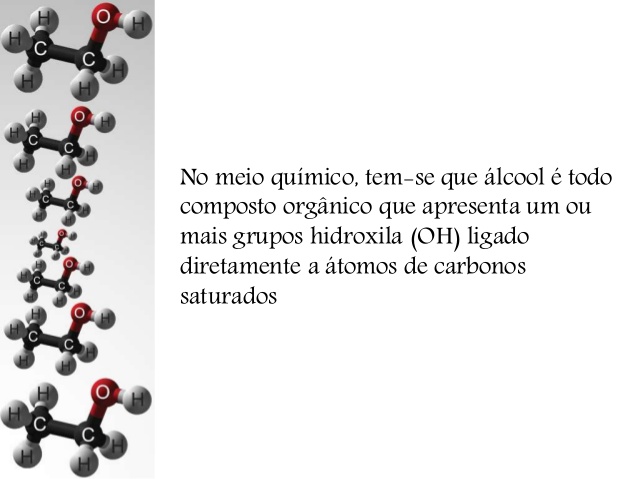 O H
H H C C H H H
O H
H H C C H H H
O H
H H C C H H H
O H
H H C C H H H
O H
H H C C H H H
O H
H H C C H H H
O H
H H C C H H H
No meio químico, tem-se que álcool é todo
composto orgânico que apresenta um ou
mais grupos hidroxila (OH) ligado
diretamente a átomos de carbonos
saturados